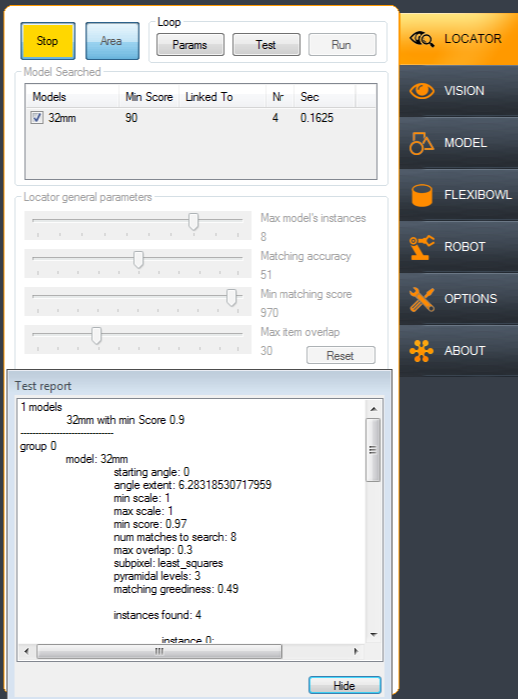 Stop
Area
Loop
Params
Test
Run
LOCATOR
VISION
MODEL
FLEXIBOWL
ROBOT
OPTIONS
ABOUT
Model Searched
Models Min Score Linked To Nr Sec
32mm 90 4 0.1625
Locator general parameters
Max model's instances
8
Matching accuracy
51
Min matching score
970
Max item overlap
30
Reset
Test report
1 models
32mm with min Score 0.9
------------------------------
group 0
model: 32mm
starting angle: 0
angle extent: 6.28318530717959
min scale: 1
max scale: 1
min score: 0.97
num matches to search: 8
max overlap: 0.3
subpixel: least_squares
pyramidal levels: 3
matching greediness: 0.49
instances found: 4
instance 0:
Hide